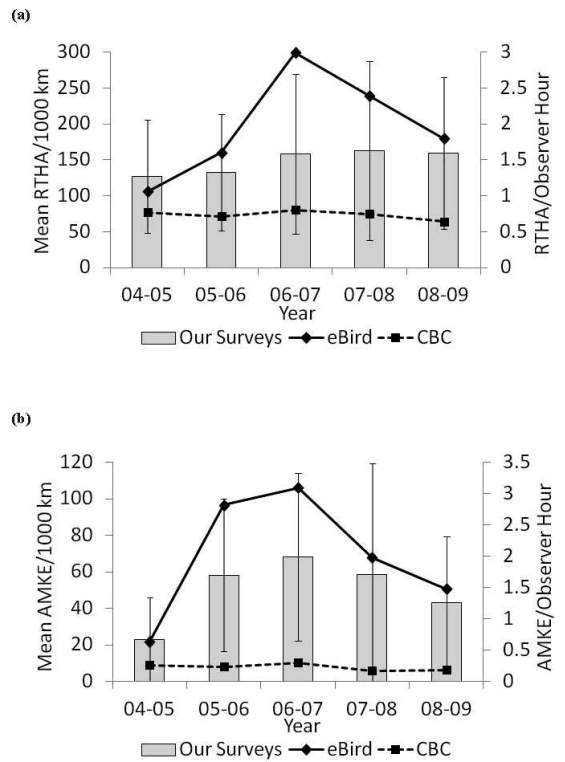 (a)
Mean RTHA/1000 km
300
250
200
150
100
50
0
3
2.5
2
1.5
1
0.5
0
RTHA/Observer Hour
04-05 05-06 06-07 07-08 08-09
Year
Our Surveys eBird CBC
(b)
Mean AMKE/1000 km
120
100
80
60
40
20
0
3.5
3
2.5
2
1.5
1
0.5
0
AMKE/Observer Hour
04-05 05-06 06-07 07-08 08-09
Year
Our Surveys eBird CBC